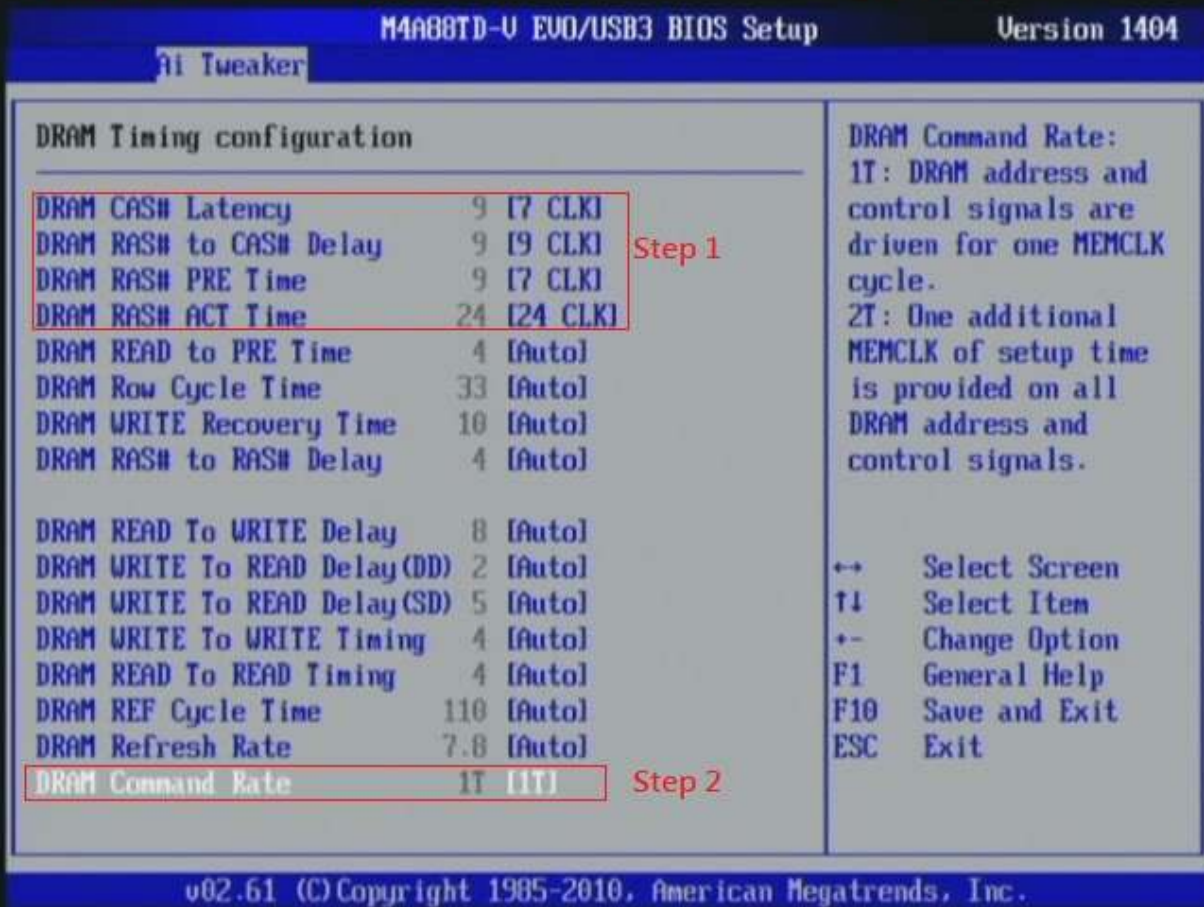 M4A88TD-V EVO/USB3 BIOS Setup Version 1404
Ai Tweaker
DRAM Timing configuration
DRAM CAS# Latency 9 [7 CLK]
DRAM RAS# to CAS# Delay 9 [9 CLK]
DRAM RAS# PRE Time 9 [7 CLK]
DRAM RAS# ACT Time 24 [24 CLK]
Step 1
DRAM READ to PRE Time 4 [Auto]
DRAM Row Cycle Time 33 [Auto]
DRAM WRITE Recovery Time 10 [Auto]
DRAM RAS# to RAS# Delay 4 [Auto]
DRAM READ To WRITE Delay 8 [Auto]
DRAM WRITE To READ Delay(DD) 2 [Auto]
DRAM WRITE To READ Delay(SD) 5 [Auto]
DRAM WRITE To WRITE Timing 4 [Auto]
DRAM READ To READ Timing 4 [Auto]
DRAM REF Cycle Time 110 [Auto]
DRAM Refresh Rate 7.8 [Auto]
DRAM Command Rate 1T [1T]
Step 2
DRAM Command Rate:
1T: DRAM address and
control signals are
driven for one MEMCLK
cycle.
2T: One additional
MEMCLK of setup time
is provided on all
DRAM address and
control signals.
↔ Select Screen
↑↓ Select Item
+- Change Option
F1 General Help
F10 Save and Exit
ESC Exit
v02.61 (C)Copyright 1985-2010, American Megatrends, Inc.